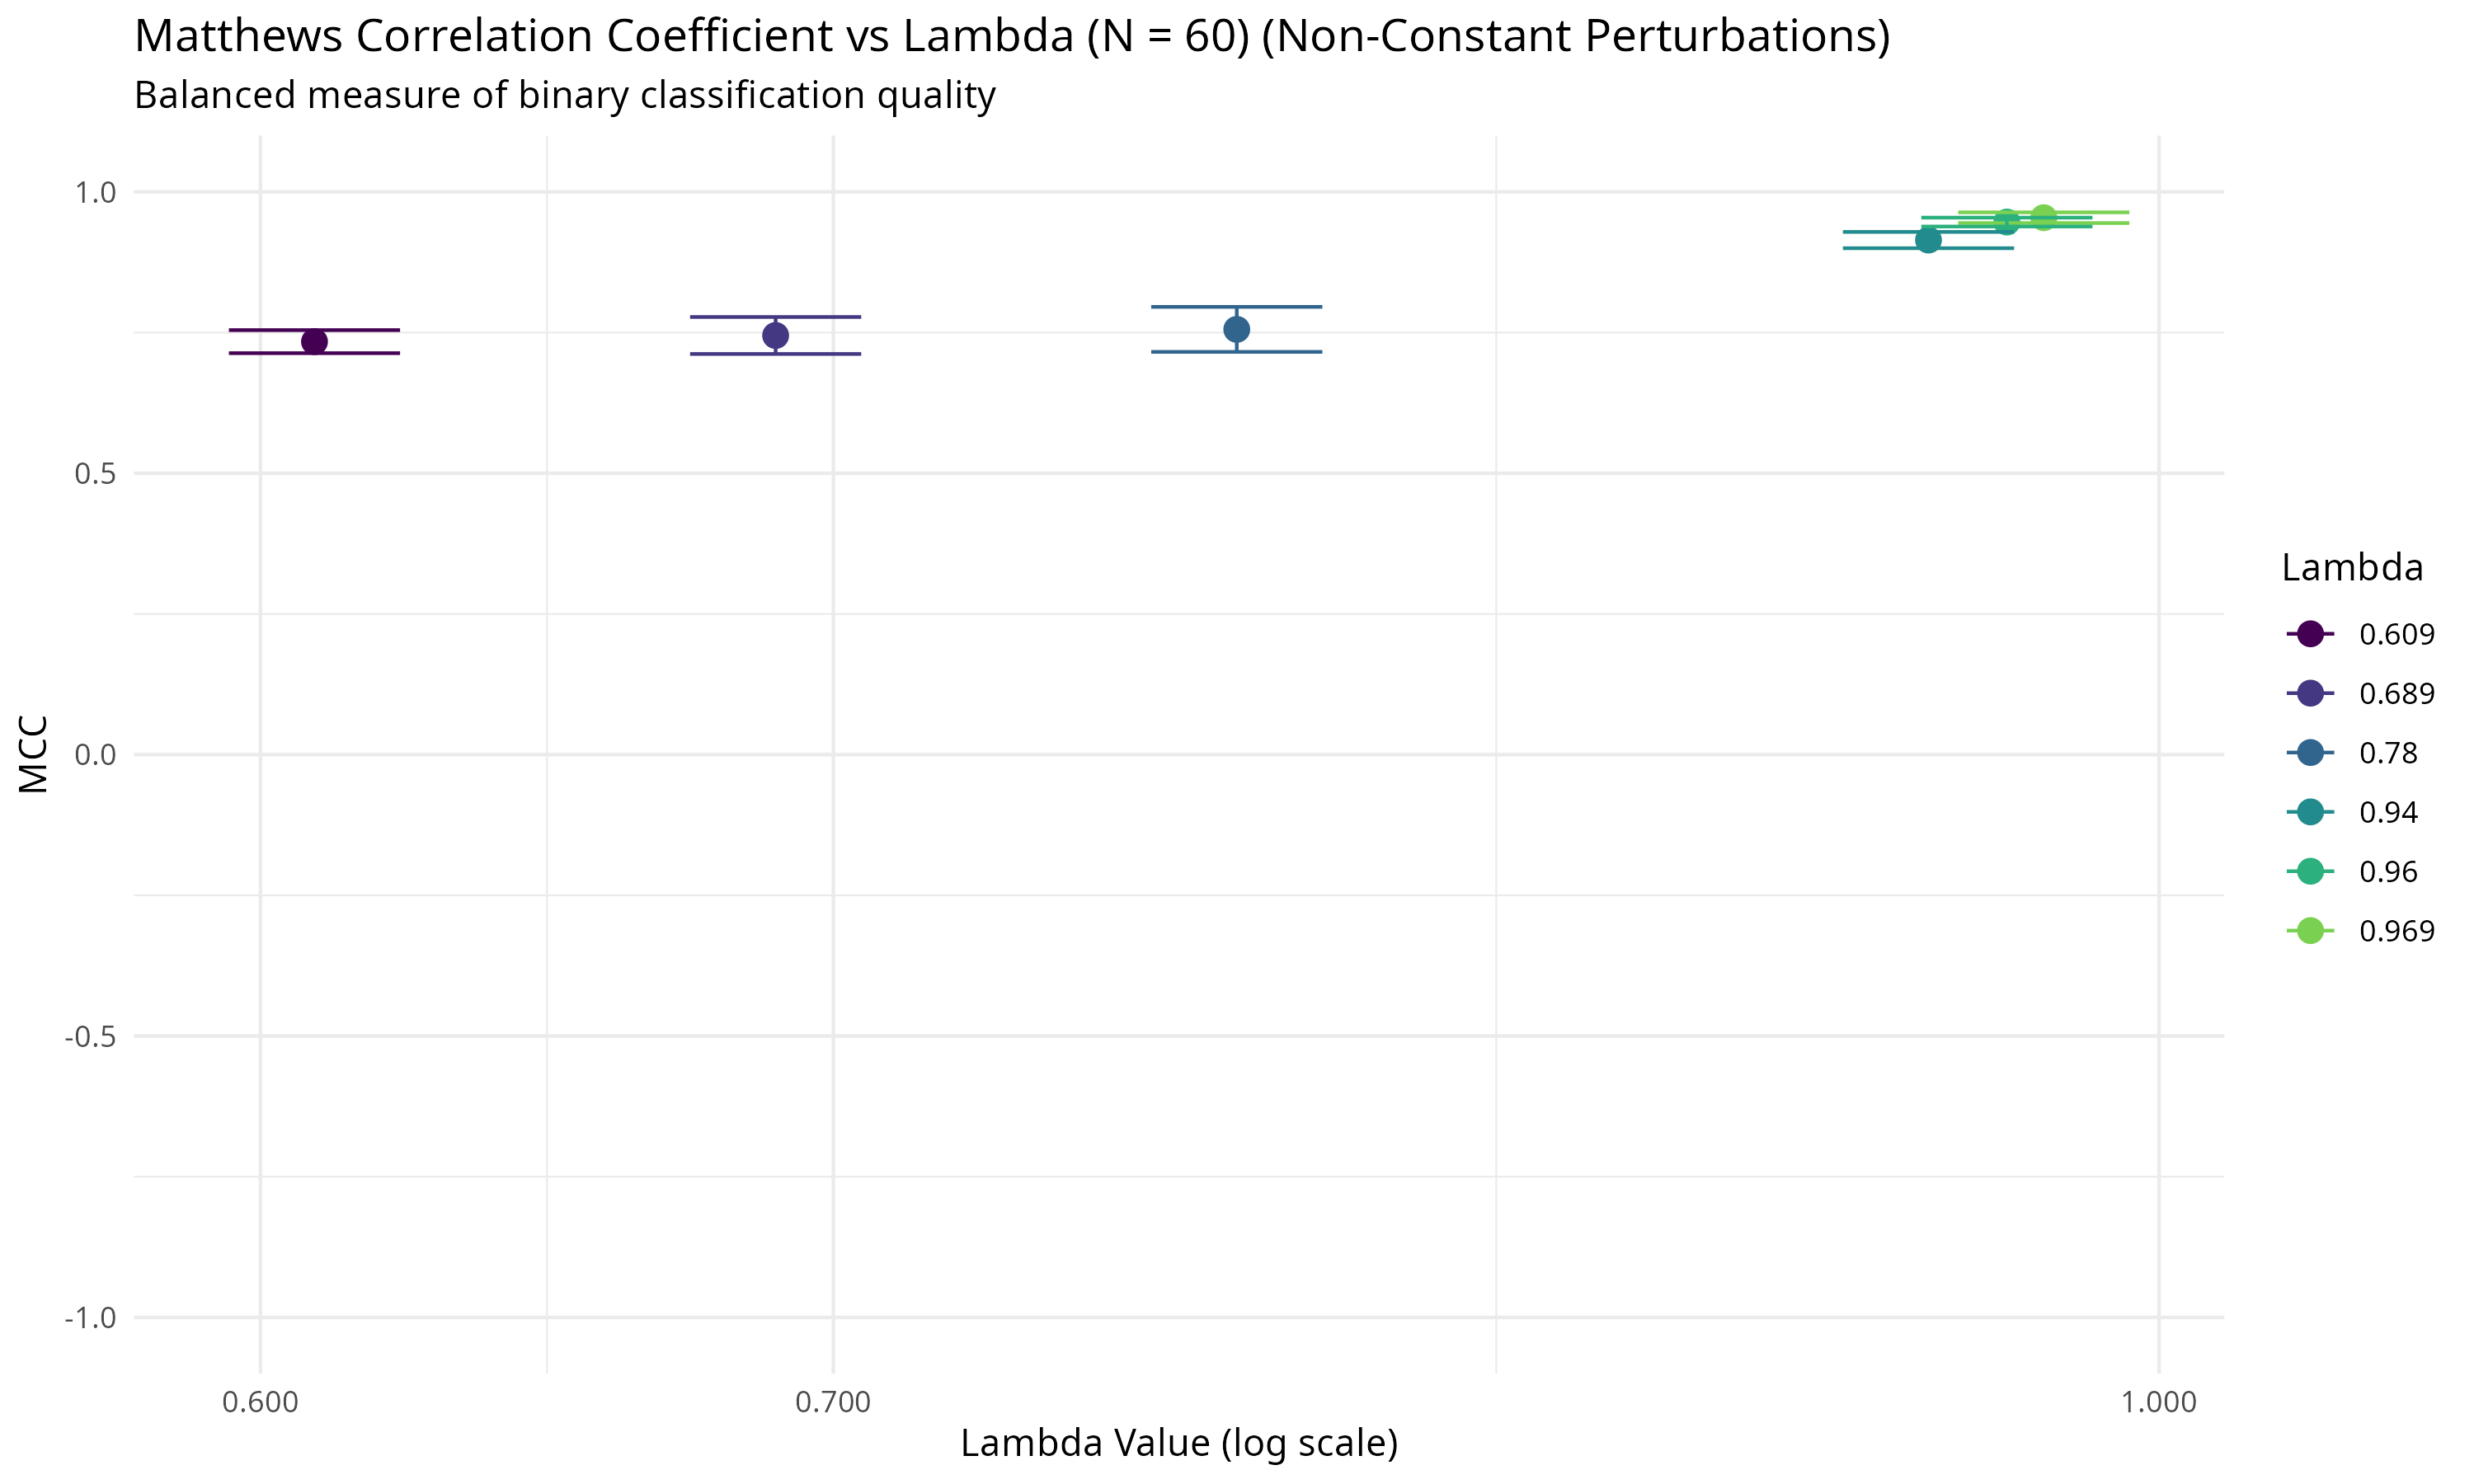 Matthews Correlation Coefficient vs Lambda (N = 60) (Non-Constant Perturbations)
Balanced measure of binary classification quality
1.0
0.5
0.0
-0.5
-1.0
MCC
0.600
0.700
1.000
Lambda Value (log scale)
Lambda
0.609
0.689
0.78
0.94
0.96
0.969